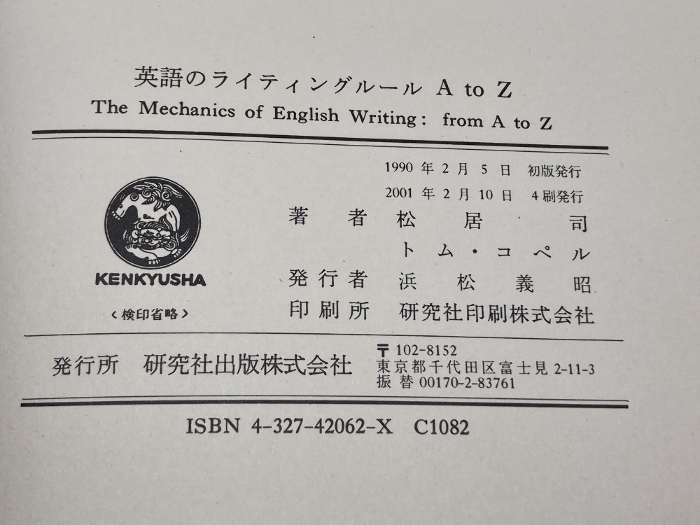 英語のライティングルール A to Z
The Mechanics of English Writing: from A to Z
1990 年 2 月 5 日 初版発行
2001 年 2 月 10 日 4 刷発行
著者 松居司
トム・コペル
発行者 浜松義昭
印刷所 研究社印刷株式会社
KENKYUSHA
〈検印省略〉
発行所 研究社出版株式会社
〒102-8152
東京都千代田区富士見 2-11-3
振替 00170-2-83761
ISBN 4-327-42062-X C1082